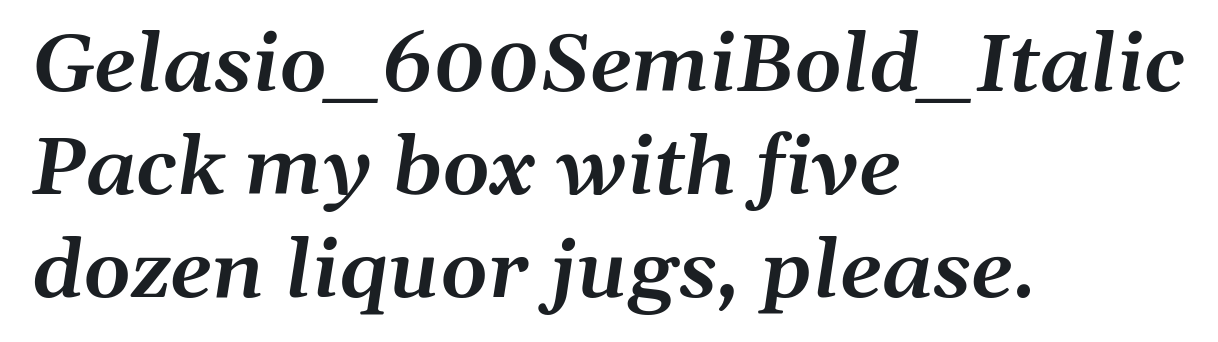 Gelasio_600SemiBold_Italic
Pack my box with five
dozen liquor jugs, please.